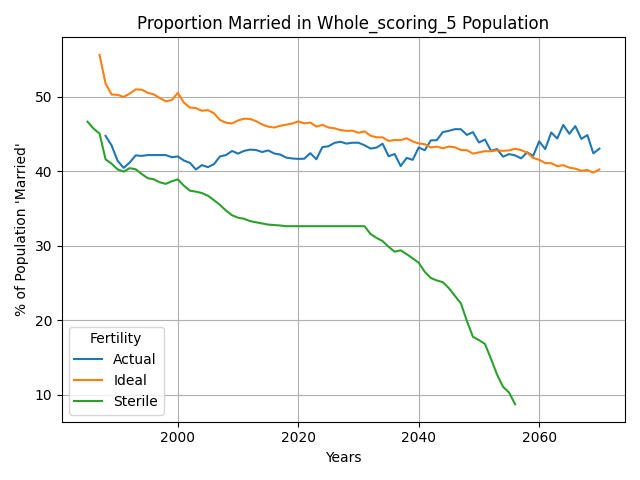 Proportion Married in Whole_scoring_5 Population
% of Population 'Married'
50
40
30
20
10
Fertility
Actual
Ideal
Sterile
2000 2020 2040 2060
Years